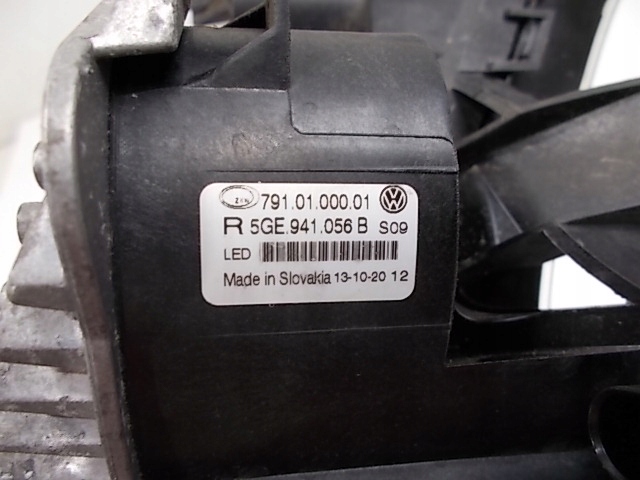 791.01.000.01
R 5GE.941.056 B S09
LED
Made in Slovakia 13-10-20 12